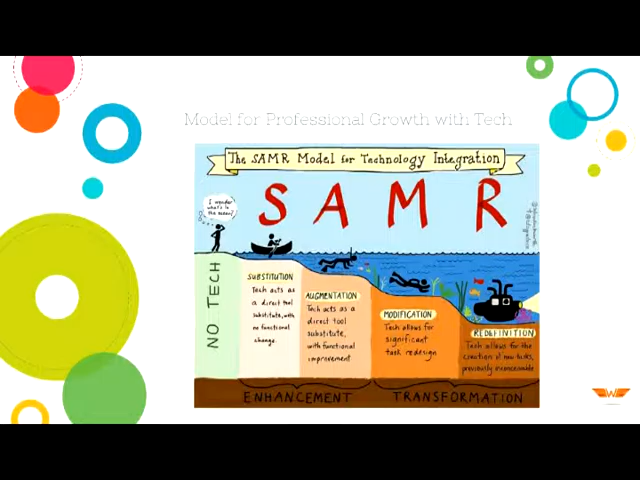 Model for Professional Growth with Tech
The SAMR Model for Technology Integration
S A M R
I wonder what's in the ocean?
NO TECH
SUBSTITUTION
Tech acts as
a direct tool
substitute, with
no functional
change.
AUGMENTATION
Tech acts as a
direct tool
substitute,
with functional
improvement
MODIFICATION
Tech allows for
significant
task redesign
REDEFINITION
Tech allows for the
creation of new tasks,
previously inconceivable
ENHANCEMENT
TRANSFORMATION
W